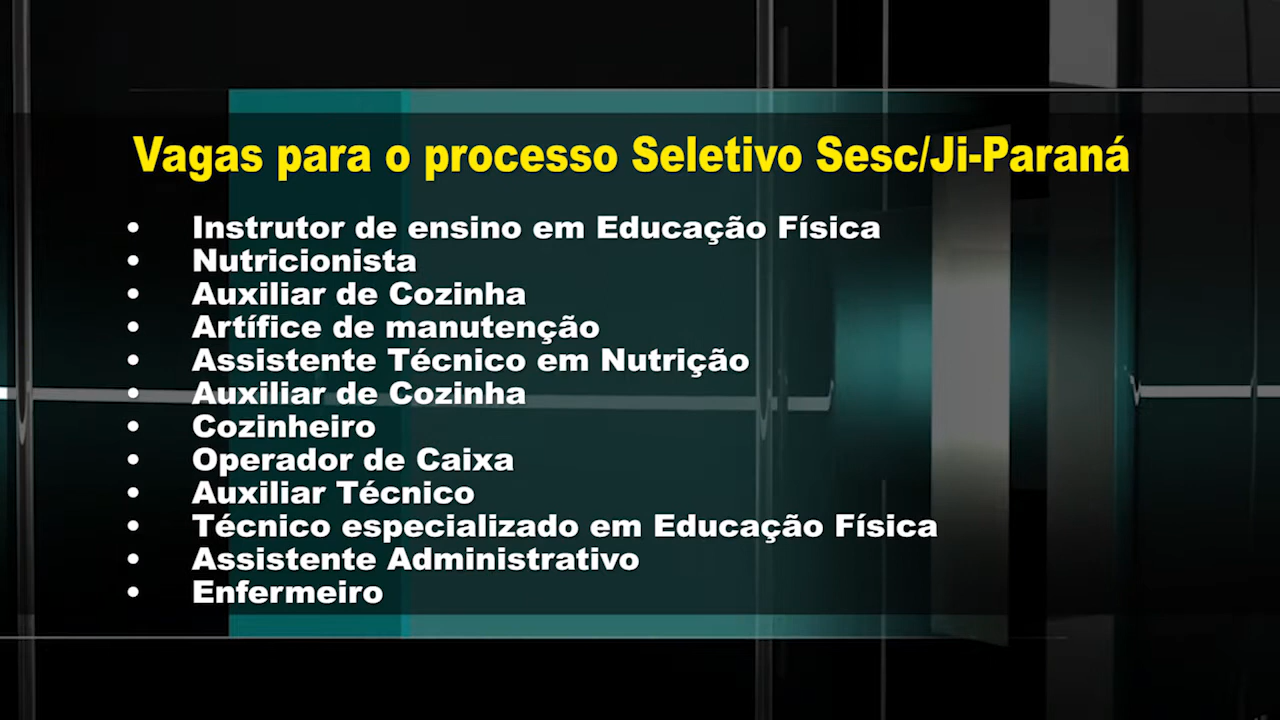 Vagas para o processo Seletivo Sesc/Ji-Paraná
• Instrutor de ensino em Educação Física
• Nutricionista
• Auxiliar de Cozinha
• Artífice de manutenção
• Assistente Técnico em Nutrição
• Auxiliar de Cozinha
• Cozinheiro
• Operador de Caixa
• Auxiliar Técnico
• Técnico especializado em Educação Física
• Assistente Administrativo
• Enfermeiro